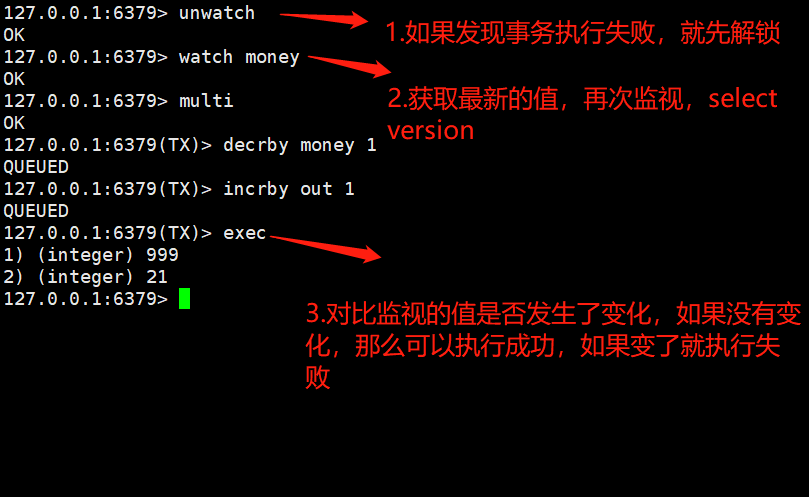 127.0.0.1:6379> unwatch
OK
1.如果发现事务执行失败，就先解锁
127.0.0.1:6379> watch money
OK
2.获取最新的值，再次监视，select
version
127.0.0.1:6379> multi
OK
127.0.0.1:6379(TX)> decrby money 1
QUEUED
127.0.0.1:6379(TX)> incrby out 1
QUEUED
127.0.0.1:6379(TX)> exec
1) (integer) 999
2) (integer) 21
127.0.0.1:6379>
3.对比监视的值是否发生了变化，如果没有变
化，那么可以执行成功，如果变了就执行失
败